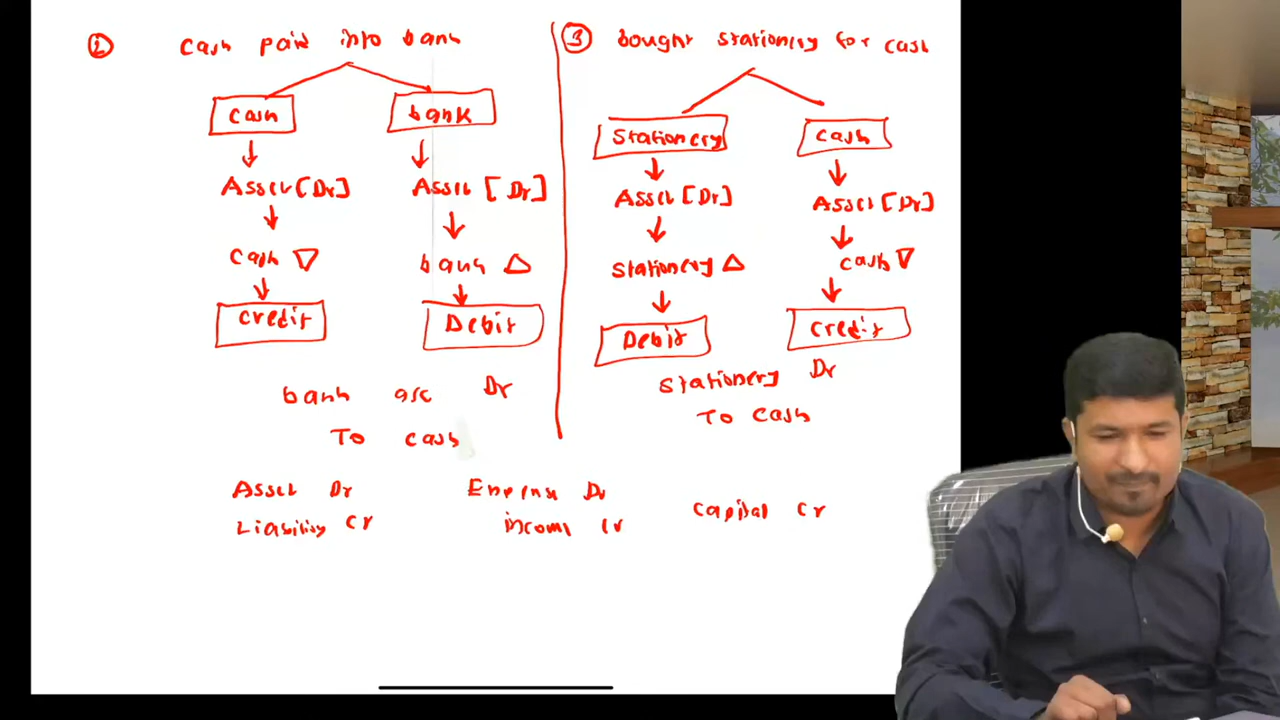 ② Cash paid into bank
Cash bank
Asset [Dr] Asset [Dr]
Cash ▽ bank △
Credit Debit
bank a/c Dr
To cash
③ bought stationery for cash
Stationery Cash
Asset [Dr] Asset [Dr]
Stationery △ cash ▽
Debit Credit
Stationery Dr
To cash
Asset Dr Expense Dr Capital Cr
Liability Cr income Cr